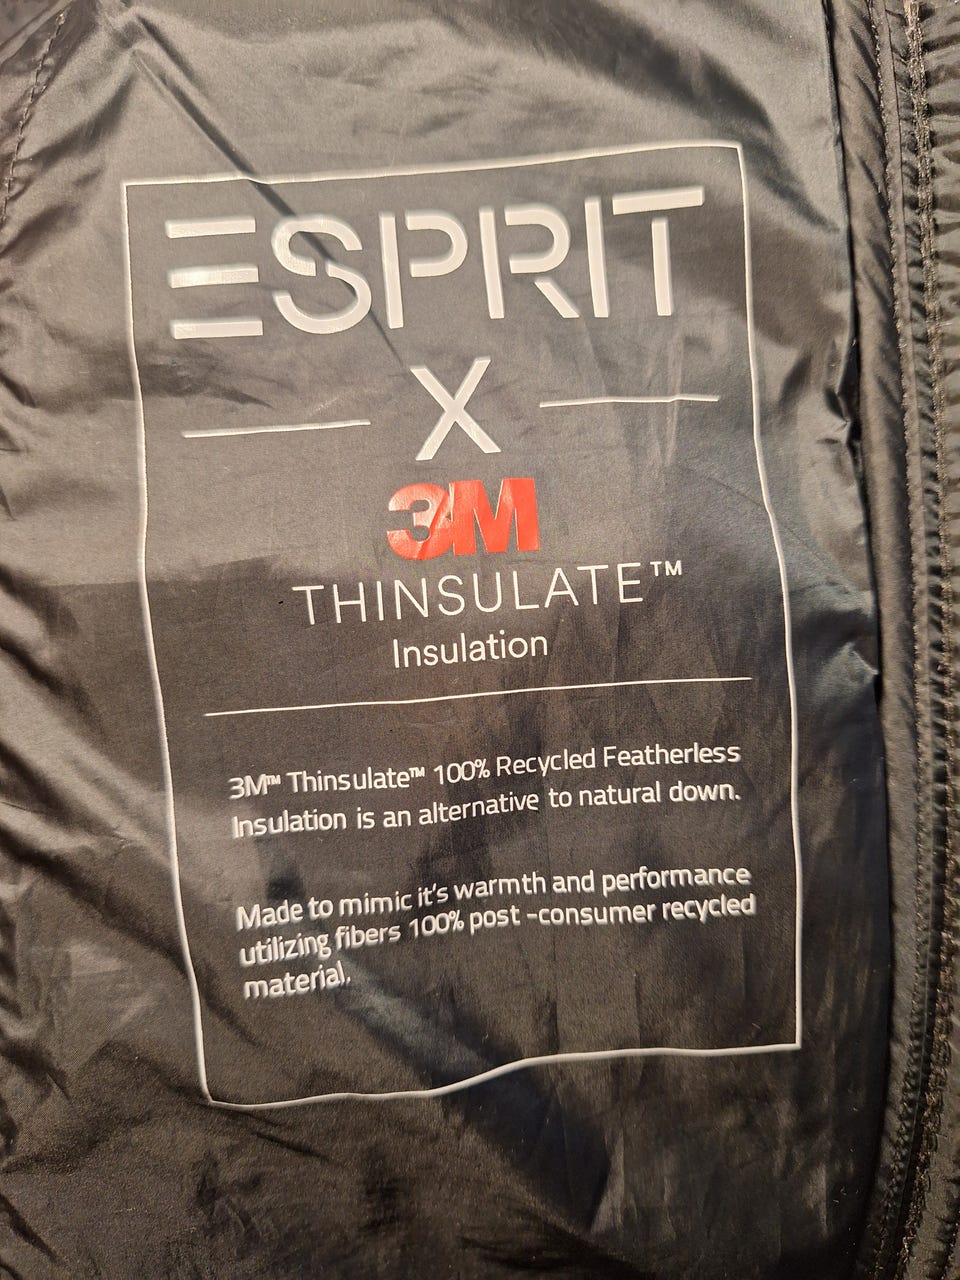 ESPRIT
X
3M
THINSULATE™
Insulation
3M™ Thinsulate™ 100% Recycled Featherless
Insulation is an alternative to natural down.
Made to mimic it's warmth and performance
utilizing fibers 100% post -consumer recycled
material.